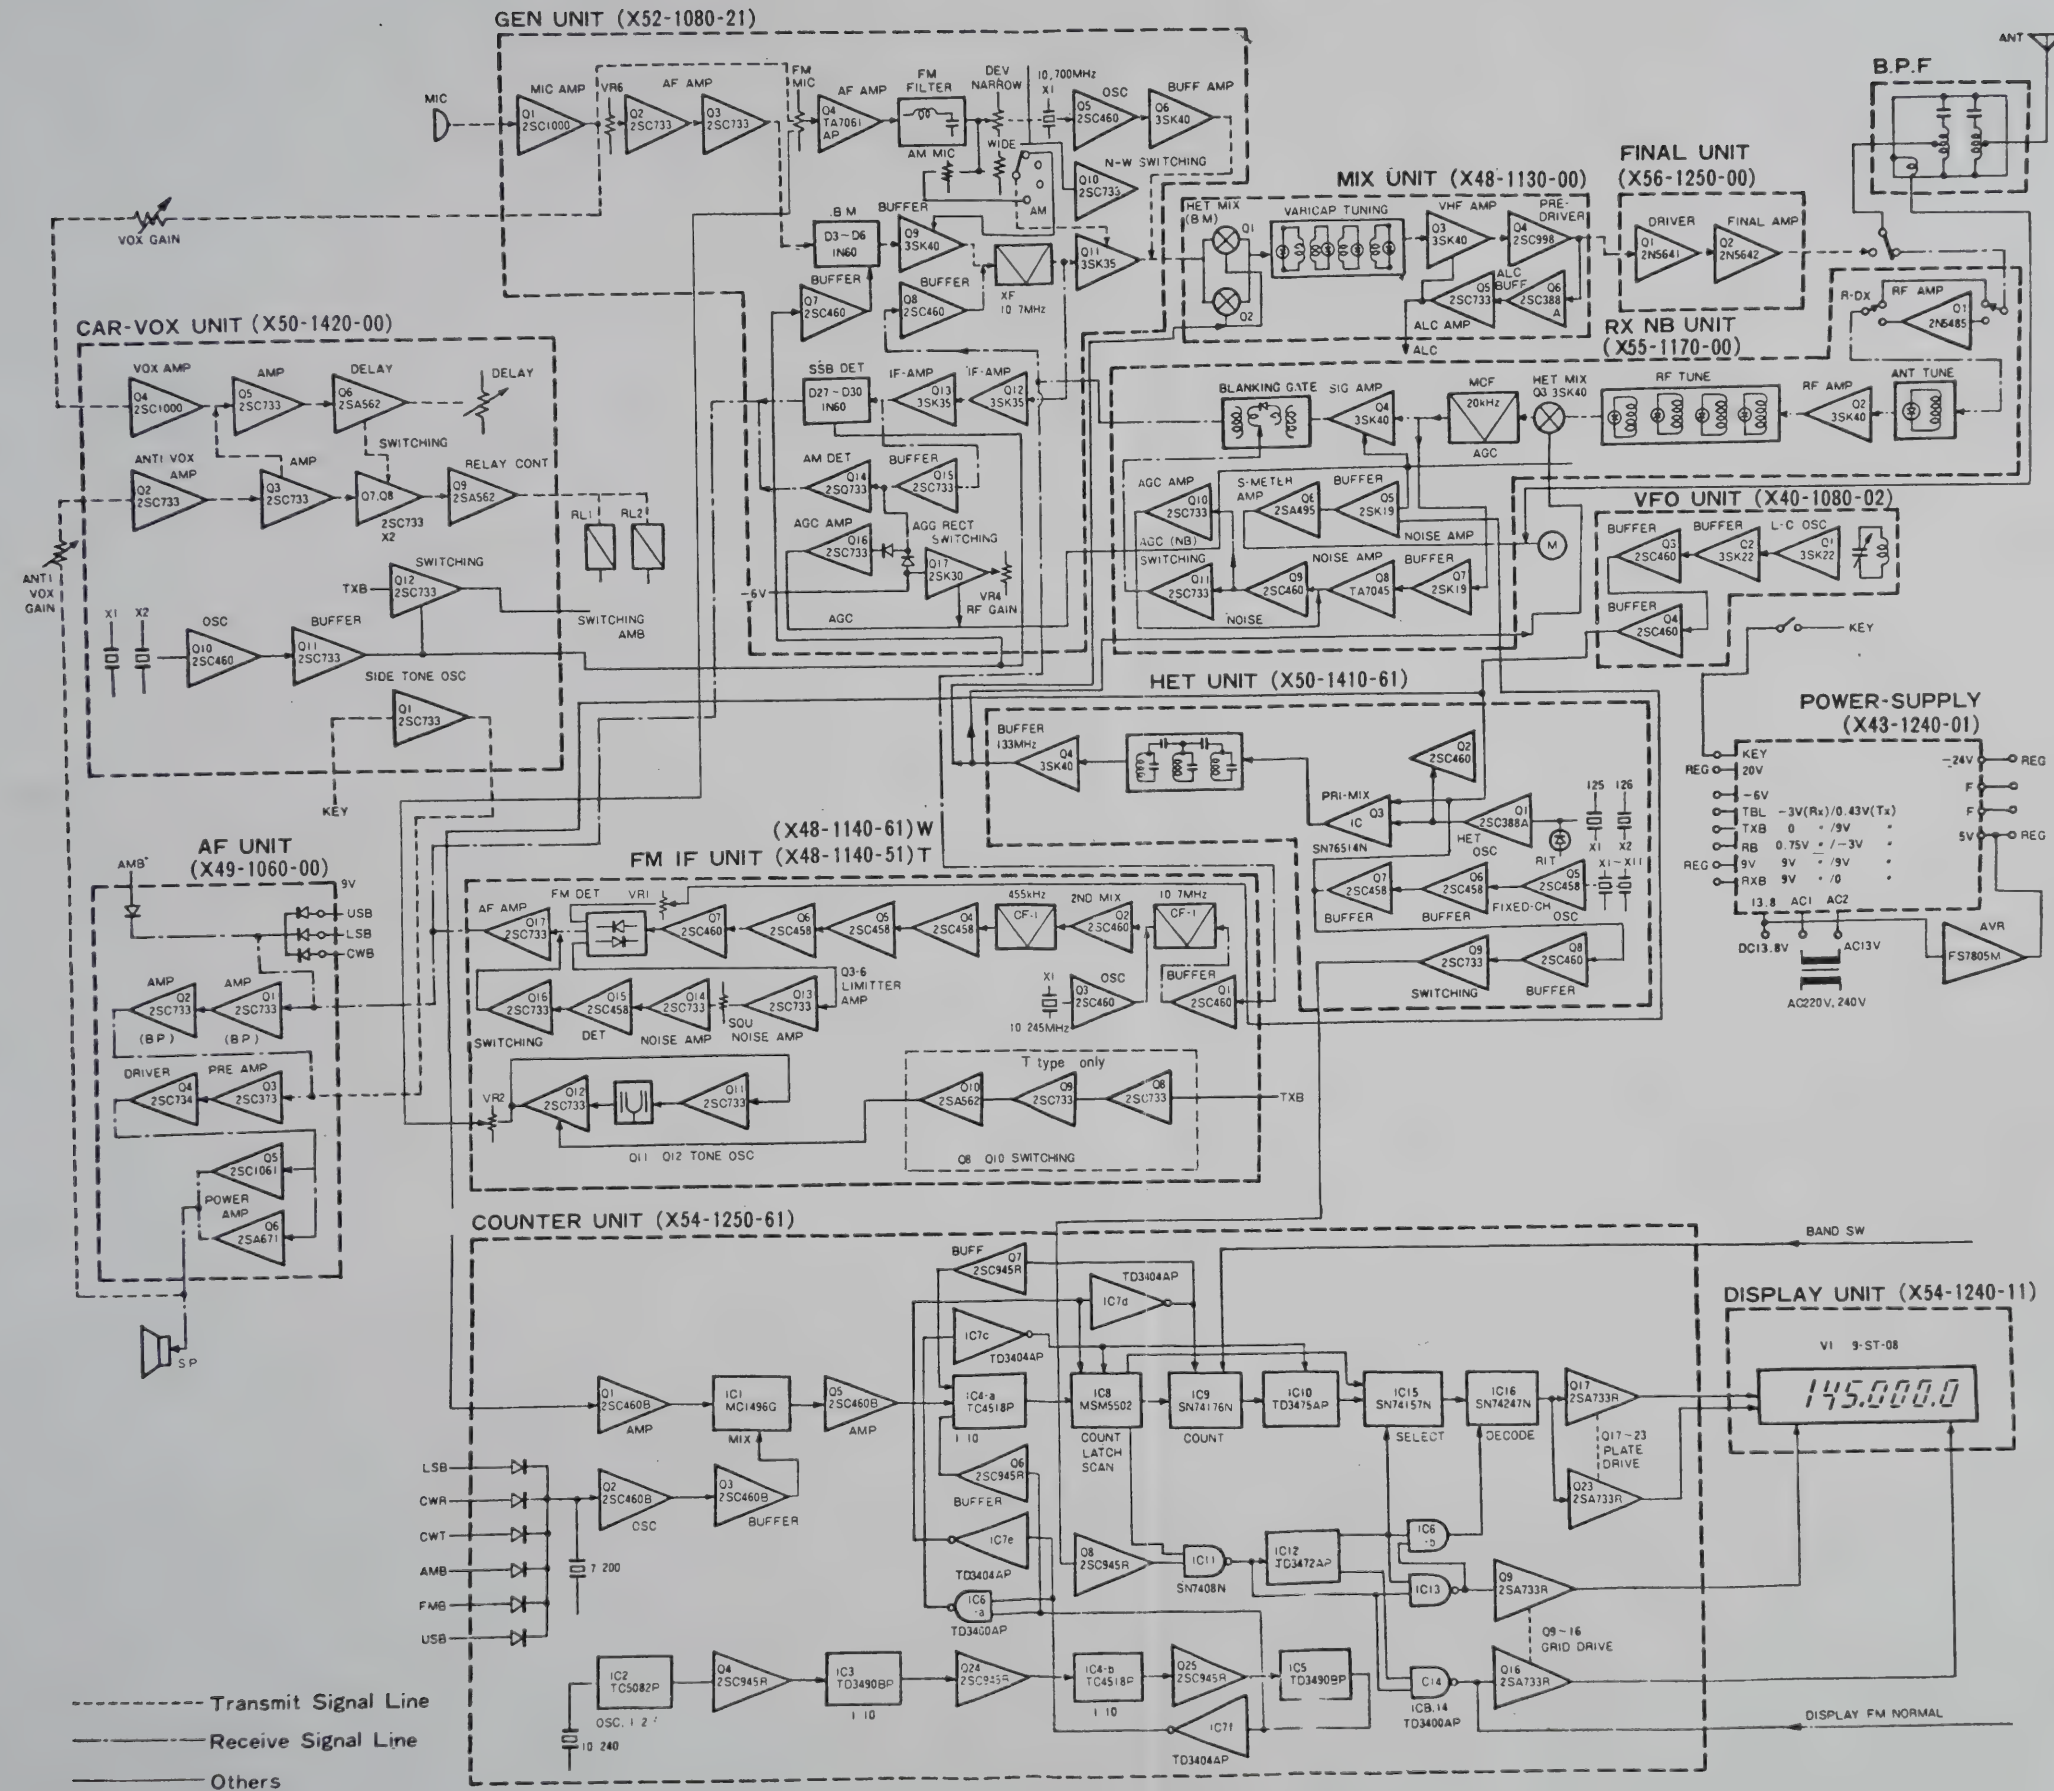 GEN UNIT (X52-1080-21)
MIC
MIC AMP
Q1
2SC1000
VR6
AF AMP
Q2
2SC733
Q3
2SC733
FM
MIC
AF AMP
Q4
TA7061
AP
FM
FILTER
DEV
NARROW
WIDE
10,700MHz
X1
OSC
Q5
2SC460
BUFF AMP
Q6
3SK40
AM MIC
N-W SWITCHING
Q10
2SC733
AM
B M
D3~D6
IN60
BUFFER
Q9
3SK40
BUFFER
Q7
2SC460
BUFFER
Q8
2SC460
XF
10 7MHz
Q11
3SK35
SSB DET
D27~D30
IN60
IF-AMP
Q13
3SK35
IF-AMP
Q12
3SK35
AM DET
Q14
2SQ733
BUFFER
Q15
2SC733
AGC AMP
Q16
2SC733
AGG RECT
SWITCHING
Q17
2SK30
VR4
RF GAIN
-6V
AGC
VOX GAIN
CAR-VOX UNIT (X50-1420-00)
VOX AMP
Q4
2SC1000
AMP
Q5
2SC733
DELAY
Q6
2SA562
DELAY
SWITCHING
ANTI VOX
AMP
Q2
2SC733
AMP
Q3
2SC733
Q7,Q8
2SC733
X2
RELAY CONT
Q9
2SA562
RL1
RL2
ANTI
VOX
GAIN
SWITCHING
TXB
Q12
2SC733
SWITCHING
AMB
X1
X2
OSC
Q10
2SC460
BUFFER
Q11
2SC733
SIDE TONE OSC
Q1
2SC733
KEY
MIX UNIT (X48-1130-00)
HET MIX
(BM)
Q1
Q2
VARICAP TUNING
VHF AMP
Q3
3SK40
PRE-
DRIVER
Q4
2SC998
ALC
BUFF
Q5
2SC733
Q6
2SC388
A
ALC AMP
ALC
FINAL UNIT
(X56-1250-00)
DRIVER
Q1
2N5641
FINAL AMP
Q2
2N5642
B.P.F
ANT
RX NB UNIT
(X55-1170-00)
R-DX
RF AMP
Q1
2N5485
BLANKING GATE
SIG AMP
Q4
3SK40
MCF
20kHz
HET MIX
Q3 3SK40
AGC
RF TUNE
RF AMP
Q2
3SK40
ANT TUNE
AGC AMP
Q10
2SC733
S-METER
AMP
Q6
2SA495
BUFFER
Q5
2SK19
NOISE AMP
M
AGC (NB)
SWITCHING
Q11
2SC733
NOISE
Q9
2SC460
NOISE AMP
Q8
TA7045
BUFFER
Q7
2SK19
VFO UNIT (X40-1080-02)
BUFFER
Q3
2SC460
BUFFER
Q2
3SK22
L-C OSC
Q1
3SK22
BUFFER
Q4
2SC460
KEY
HET UNIT (X50-1410-61)
BUFFER
133MHz
Q4
3SK40
Q2
2SC460
PRI-MIX
IC
Q3
SN76514N
Q1
2SC388A
HET
OSC
RIT
125
126
X1
X2
Q7
2SC458
BUFFER
Q6
2SC458
BUFFER
Q5
2SC458
FIXED-CH
OSC
X1~X11
Q9
2SC733
SWITCHING
Q8
2SC460
BUFFER
POWER-SUPPLY
(X43-1240-01)
KEY
REG
20V
-6V
TBL -3V(Rx)/0.43V(Tx)
TXB 0 " /9V "
RB 0.75V " /-3V "
REG
9V 9V " /9V "
RXB 9V " /0 "
13.8 AC1 AC2
-24V
REG
F
F
5V
REG
DC13.8V
AC13V
AC220V, 240V
AVR
FS7805M
AF UNIT
(X49-1060-00)
AMB
9V
USB
LSB
CWB
AMP
Q2
2SC733
(BP)
AMP
Q1
2SC733
(BP)
DRIVER
Q4
2SC734
PRE AMP
Q3
2SC373
Q5
2SC1061
POWER
AMP
Q6
2SA671
SP
(X48-1140-61)W
FM IF UNIT (X48-1140-51)T
AF AMP
Q17
2SC733
FM DET
VR1
Q7
2SC460
Q6
2SC458
Q5
2SC458
Q4
2SC458
455kHz
CF-1
2ND MIX
Q2
2SC460
10 7MHz
CF-1
Q3-6
LIMITTER
AMP
X1
10 245MHz
OSC
Q3
2SC460
BUFFER
Q1
2SC460
Q16
2SC733
SWITCHING
Q15
2SC458
DET
Q14
2SC733
NOISE AMP
SQU
Q13
2SC733
NOISE AMP
VR2
Q12
2SC733
Q11
2SC733
Q11 Q12 TONE OSC
T type only
Q10
2SA562
Q9
2SC733
Q8
2SC733
Q8 Q10 SWITCHING
TXB
COUNTER UNIT (X54-1250-61)
BUFF
Q7
2SC945R
TD3404AP
IC7d
IC7c
TD3404AP
BAND SW
Q1
2SC460B
AMP
IC1
MC1496G
MIX
Q5
2SC460B
AMP
IC4-a
TC4518P
1 10
IC8
MSM5502
COUNT
LATCH
SCAN
IC9
SN74176N
COUNT
IC10
TD3475AP
IC15
SN74157N
SELECT
IC16
SN74247N
DECODE
Q17
2SA733R
Q17-23
PLATE
DRIVE
Q23
2SA733R
DISPLAY UNIT (X54-1240-11)
V1 9-ST-08
145.000.0
LSB
CWR
CWT
AMB
FMB
USB
7 200
Q2
2SC460B
OSC
Q3
2SC460B
BUFFER
Q6
2SC945R
BUFFER
IC7e
TD3404AP
IC6
-a
TD3400AP
Q8
2SC945R
IC11
SN7408N
IC12
TD3472AP
IC6
-b
IC13
Q9
2SA733R
Q9~16
GRID DRIVE
Q16
2SA733R
IC2
TC5082P
OSC. 1 2
10 240
Q4
2SC945R
IC3
TD3490BP
1 10
Q24
2SC945R
IC4-b
TC4518P
1 10
Q25
2SC945R
IC5
TD3490BP
IC7f
TD3404AP
C14
IC8.14
TD3400AP
DISPLAY FM NORMAL
Transmit Signal Line
Receive Signal Line
Others